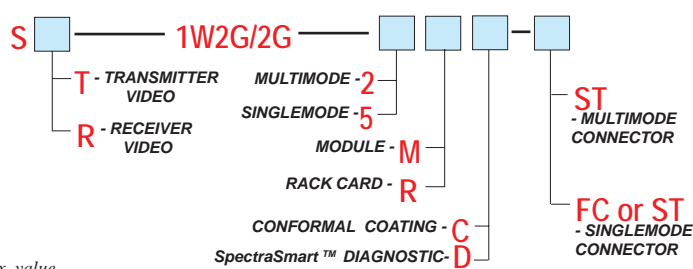 S 1W2G/2G
T - TRANSMITTER
VIDEO
R - RECEIVER
VIDEO
MULTIMODE - 2
SINGLEMODE - 5
MODULE - M
RACK CARD - R
CONFORMAL COATING - C
SpectraSmart ™ DIAGNOSTIC- D
ST
- MULTIMODE
CONNECTOR
FC or ST
- SINGLEMODE
CONNECTOR
value